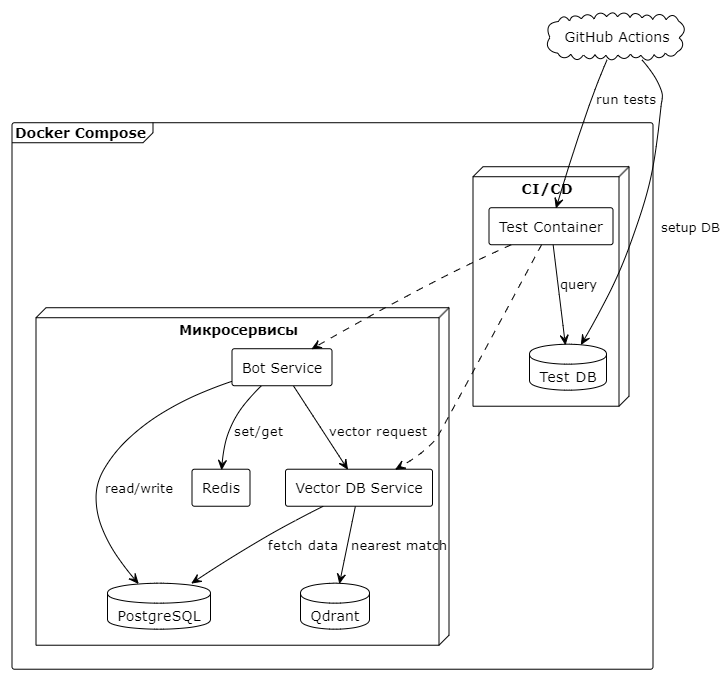 GitHub Actions
run tests
Docker Compose
CI/CD
Test Container
setup DB
query
Микросервисы
Bot Service
Test DB
set/get
vector request
read/write
Redis
Vector DB Service
fetch data
nearest match
PostgreSQL
Qdrant